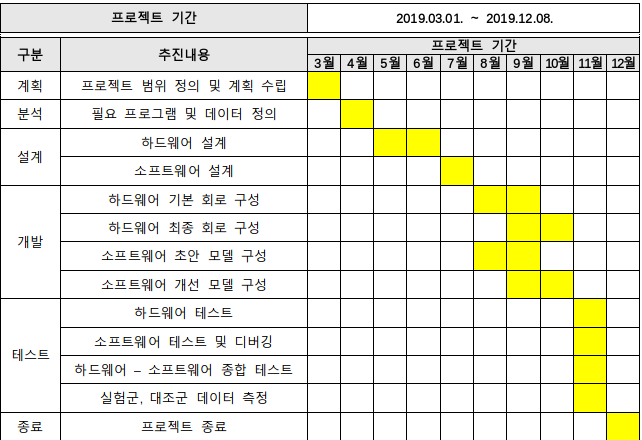 프로젝트 기간 2019.03.01. ~ 2019.12.08.
구분 추진내용 프로젝트 기간
3월 4월 5월 6월 7월 8월 9월 10월 11월 12월
계획 프로젝트 범위 정의 및 계획 수립
분석 필요 프로그램 및 데이터 정의
설계 하드웨어 설계
소프트웨어 설계
개발 하드웨어 기본 회로 구성
하드웨어 최종 회로 구성
소프트웨어 초안 모델 구성
소프트웨어 개선 모델 구성
테스트 하드웨어 테스트
소프트웨어 테스트 및 디버깅
하드웨어 – 소프트웨어 종합 테스트
실험군, 대조군 데이터 측정
종료 프로젝트 종료